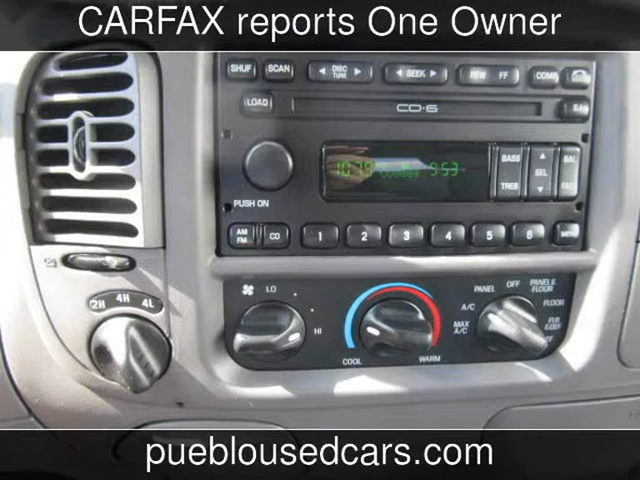 CARFAX reports One Owner
SHUF SCAN DISC TUNE SEEK REW FF COMP
LOAD CD·6
BASS BAL
SEL
TREB FAD
PUSH ON
AM FM CD 1 2 3 4 5 6 MENU
2H 4H 4L
LO HI
COOL WARM
PANEL OFF PANEL & FLOOR
A/C FLOOR
MAX A/C FLR & DEF
pueblousedcars.com